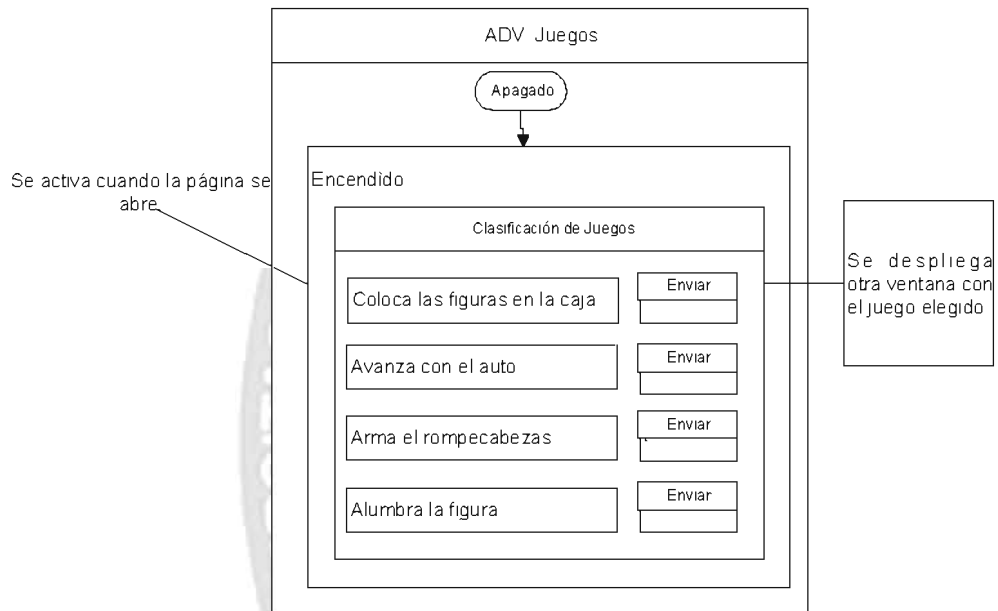 ADV Juegos
Apagado
Se activa cuando la página se
abre
Encendido
Clasificación de Juegos
Coloca las figuras en la caja
Enviar
Avanza con el auto
Enviar
Arma el rompecabezas
Enviar
Alumbra la figura
Enviar
Se despliega
otra ventana con
el juego elegido